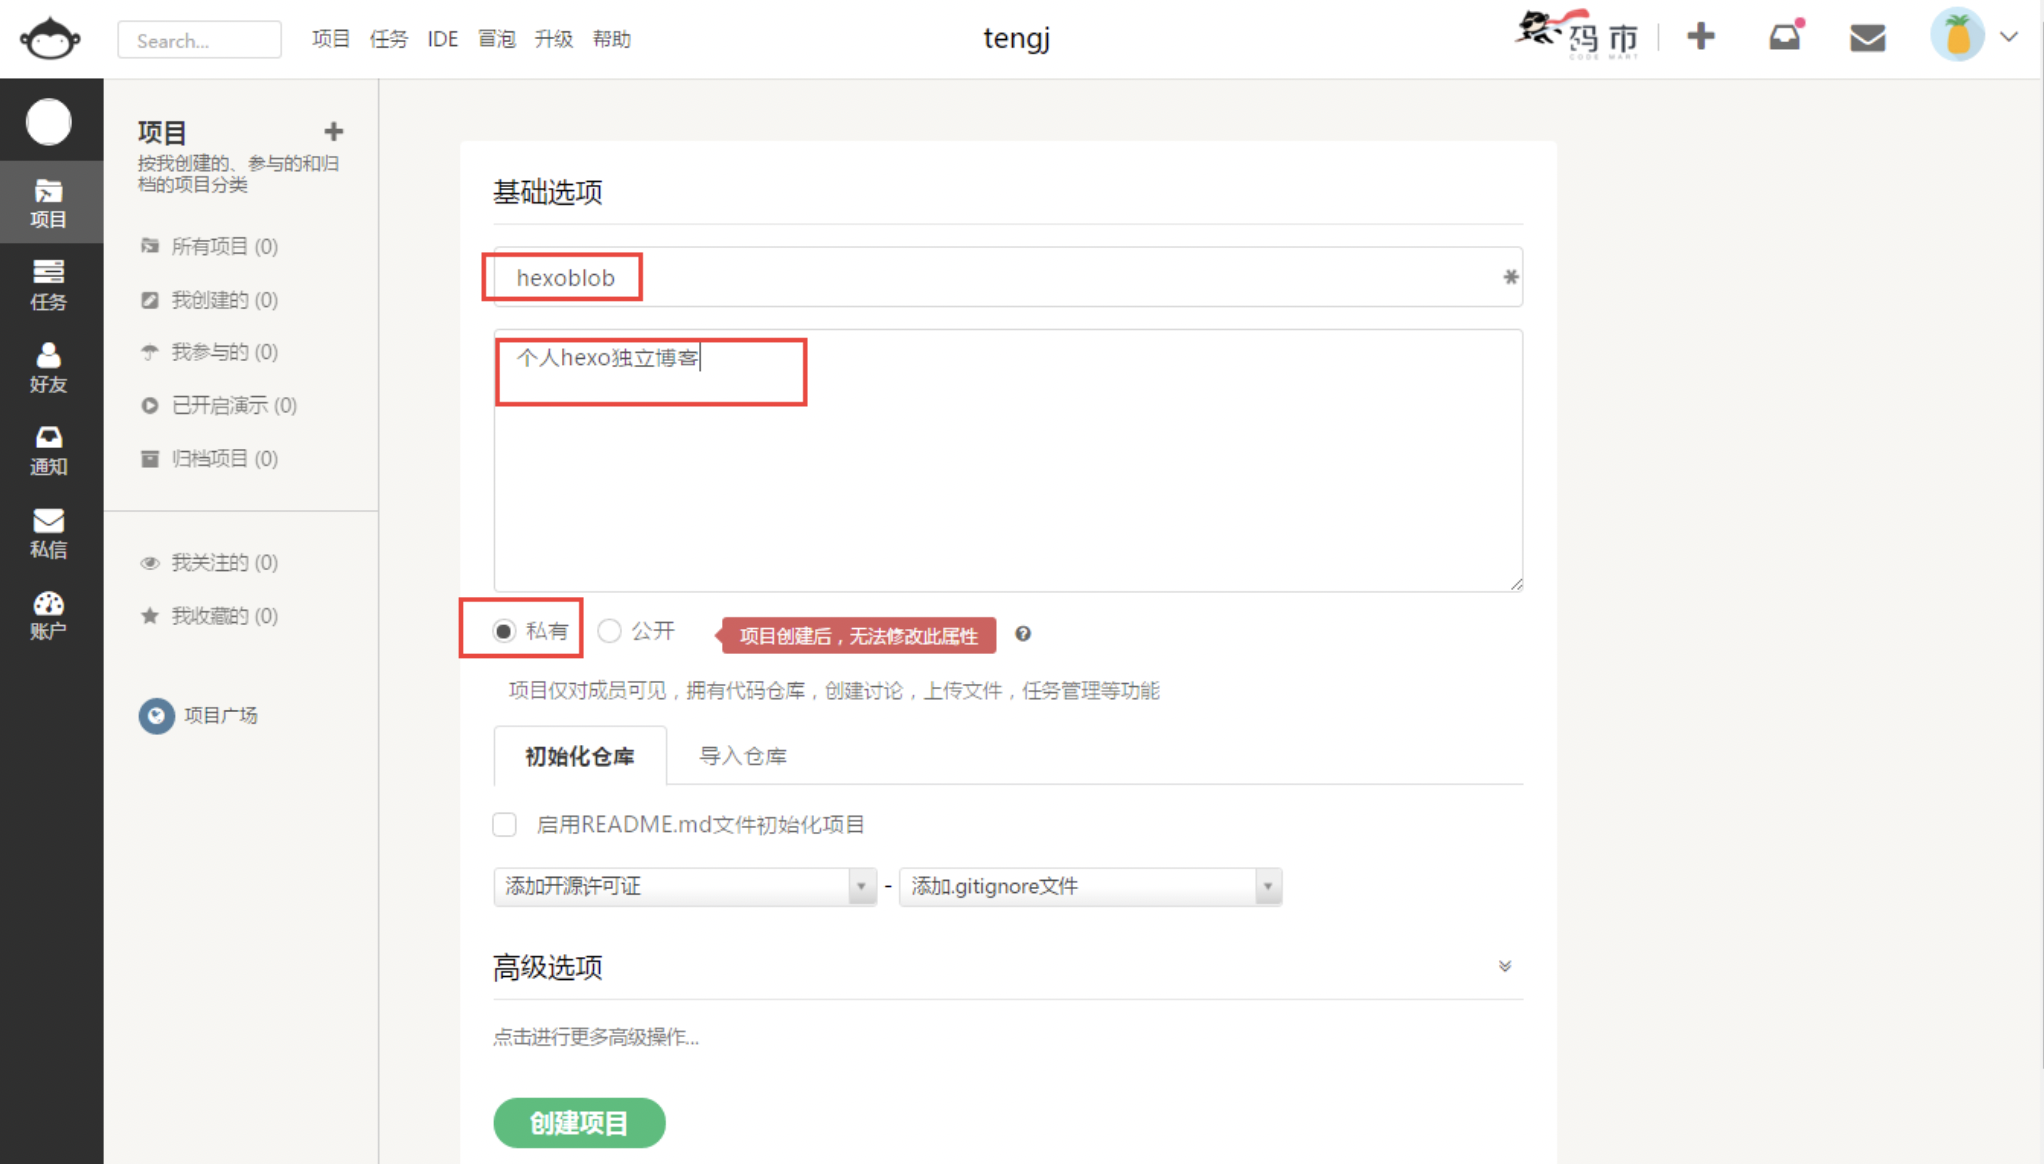 Search...
项目 任务 IDE 冒泡 升级 帮助
tengj
码市
CODE MART
项目
任务
好友
通知
私信
账户
项目
按我创建的、参与的和归
档的项目分类
所有项目 (0)
我创建的 (0)
我参与的 (0)
已开启演示 (0)
归档项目 (0)
我关注的 (0)
我收藏的 (0)
项目广场
基础选项
hexoblob
*
个人hexo独立博客
私有 公开 项目创建后，无法修改此属性
项目仅对成员可见，拥有代码仓库，创建讨论，上传文件，任务管理等功能
初始化仓库 导入仓库
启用README.md文件初始化项目
添加开源许可证 - 添加.gitignore文件
高级选项
点击进行更多高级操作...
创建项目